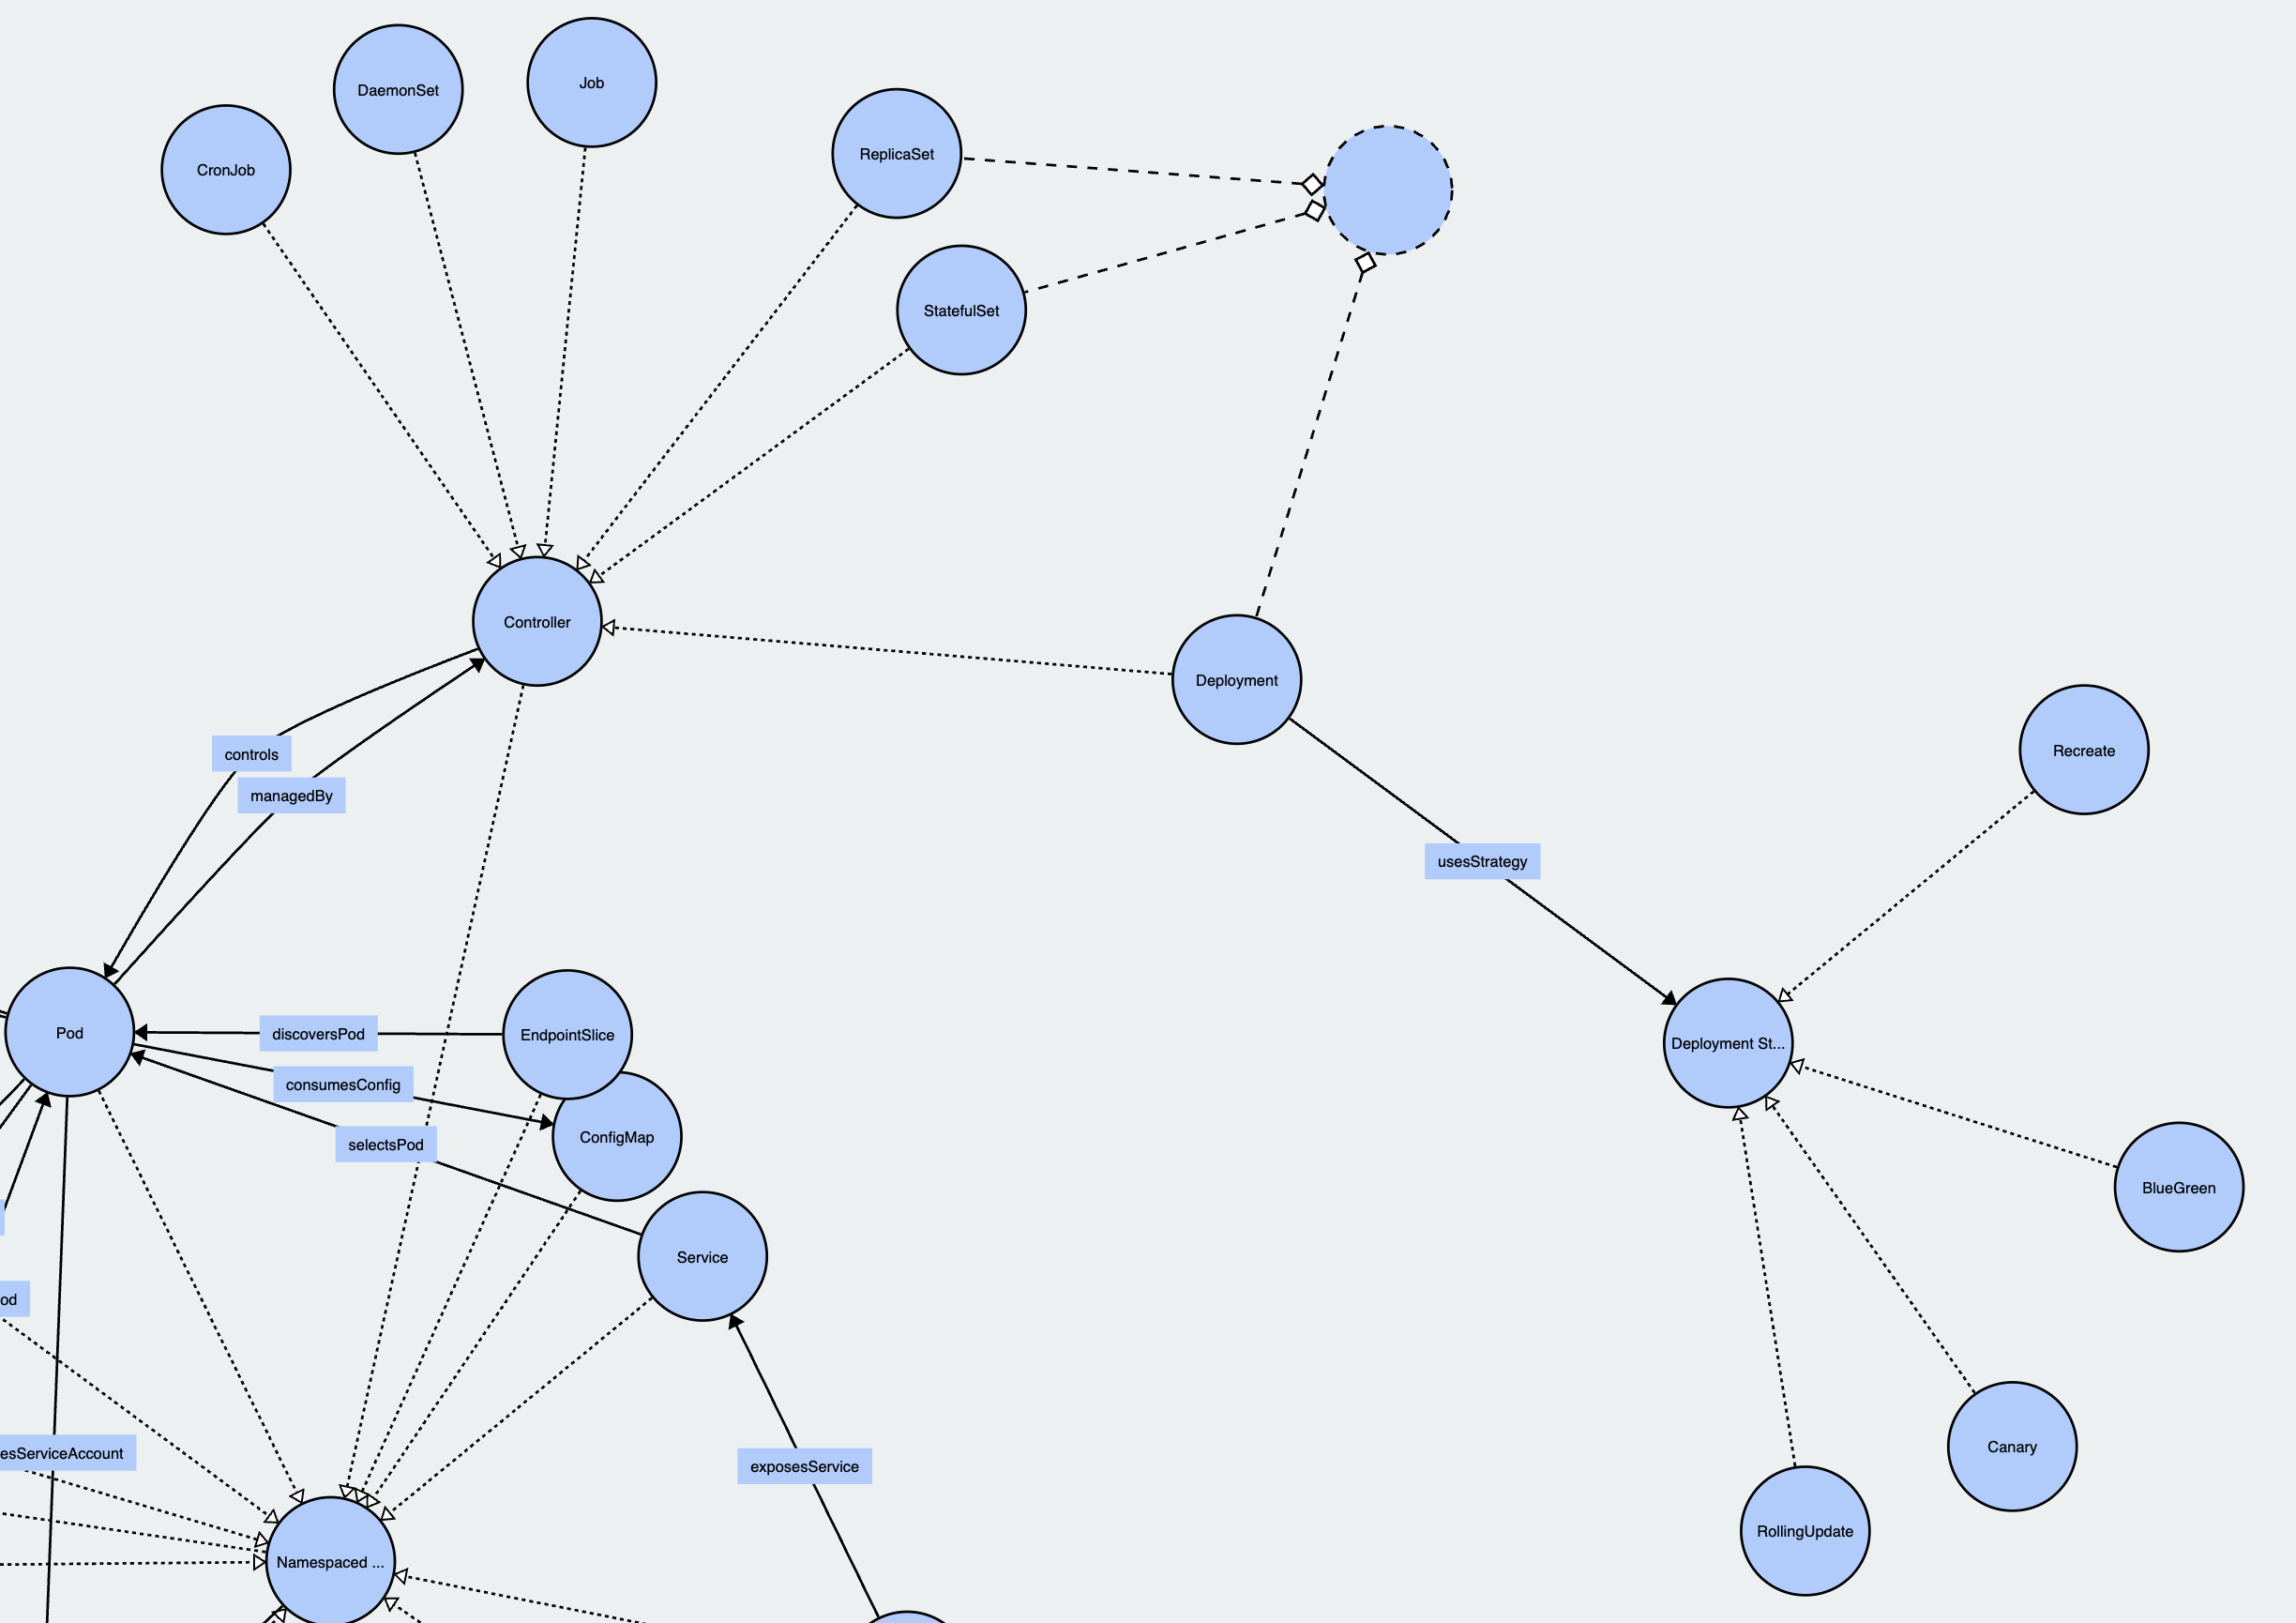 Job
DaemonSet
ReplicaSet
CronJob
StatefulSet
Controller
Deployment
controls
Recreate
managedBy
usesStrategy
Pod
discoversPod
EndpointSlice
Deployment St...
consumesConfig
ConfigMap
selectsPod
BlueGreen
Service
od
Canary
esServiceAccount
exposesService
RollingUpdate
Namespaced ...